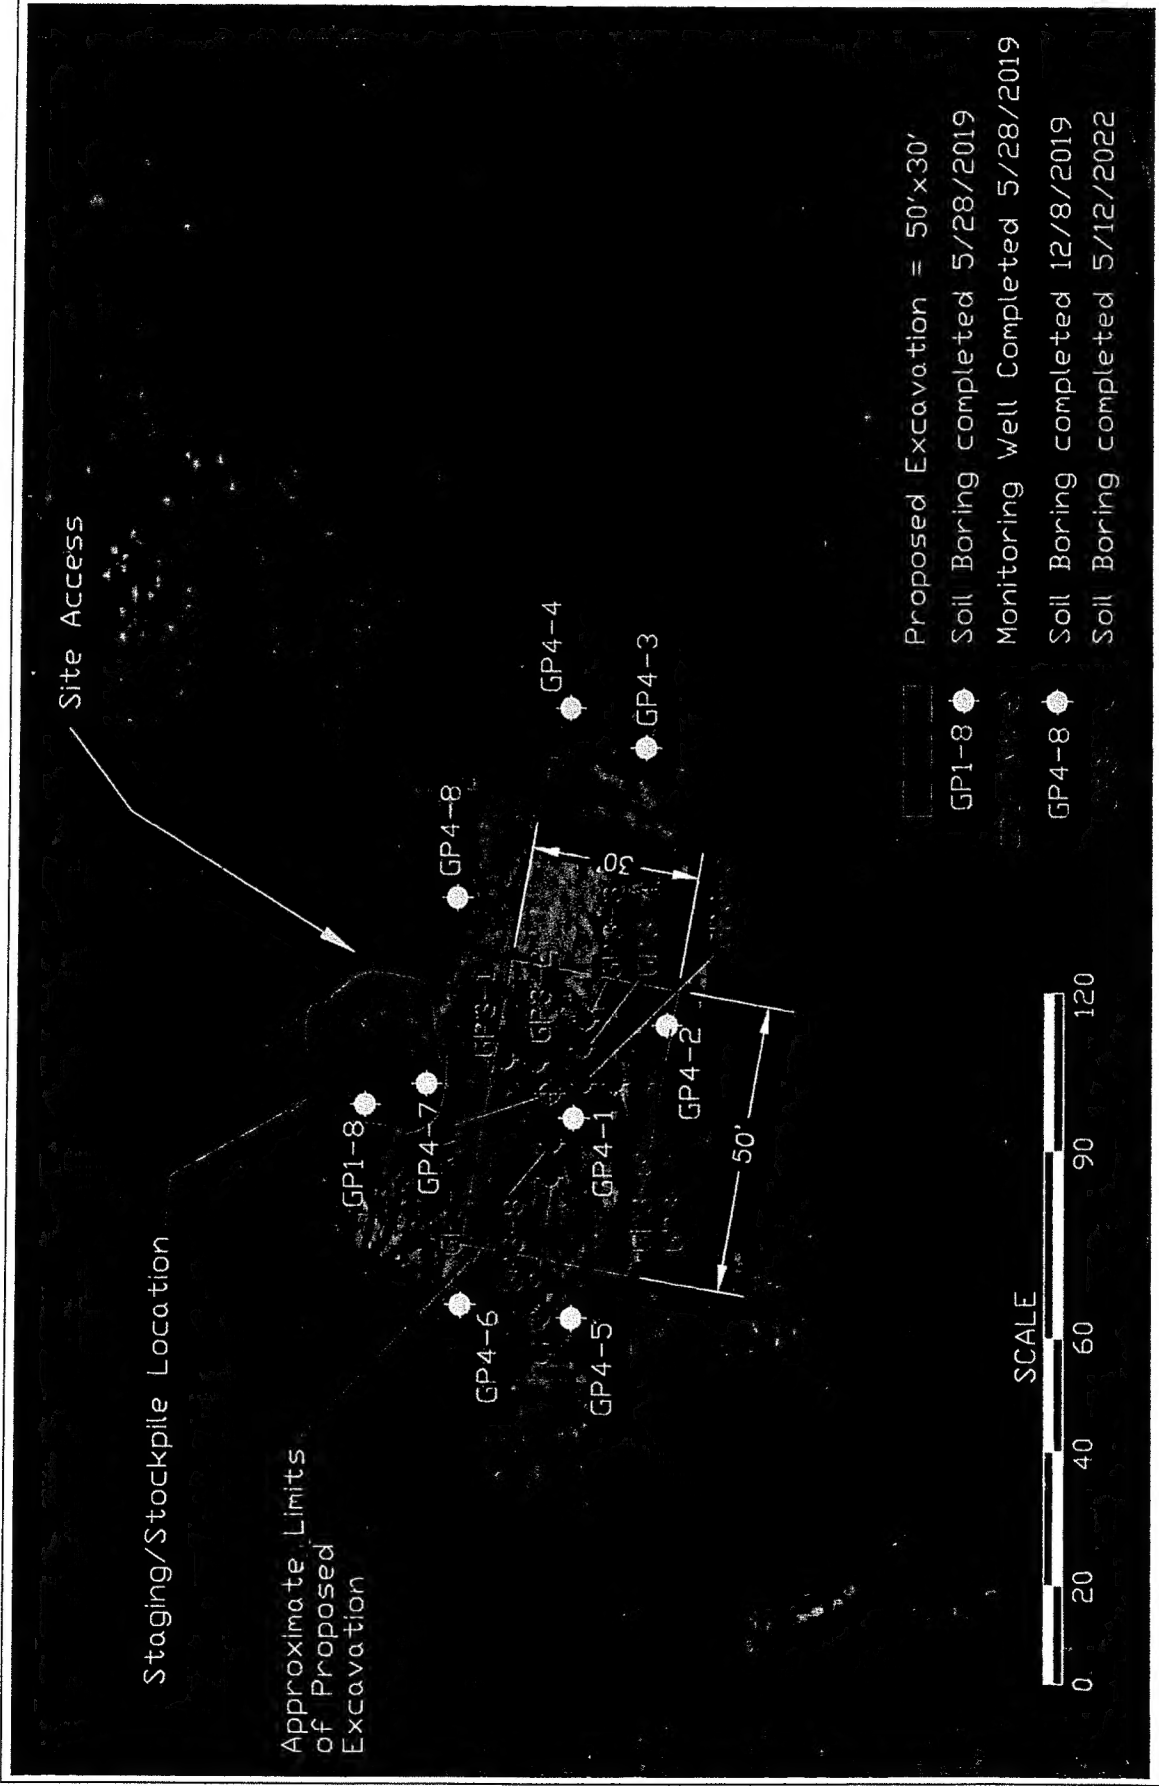 Site Access
Staging/Stockpile Location
Approximate Limits
of Proposed
Excavation
GP1-8
GP4-7
GP4-8
GP4-6
GP4-5
GP4-1
GP4-2
GP4-4
GP4-3
GP3-1
30'
50'
Proposed Excavation = 50'x30'
GP1-8 Soil Boring completed 5/28/2019
Monitoring Well Completed 5/28/2019
GP4-8 Soil Boring completed 12/8/2019
Soil Boring completed 5/12/2022
SCALE
0 20 40 60 90 120